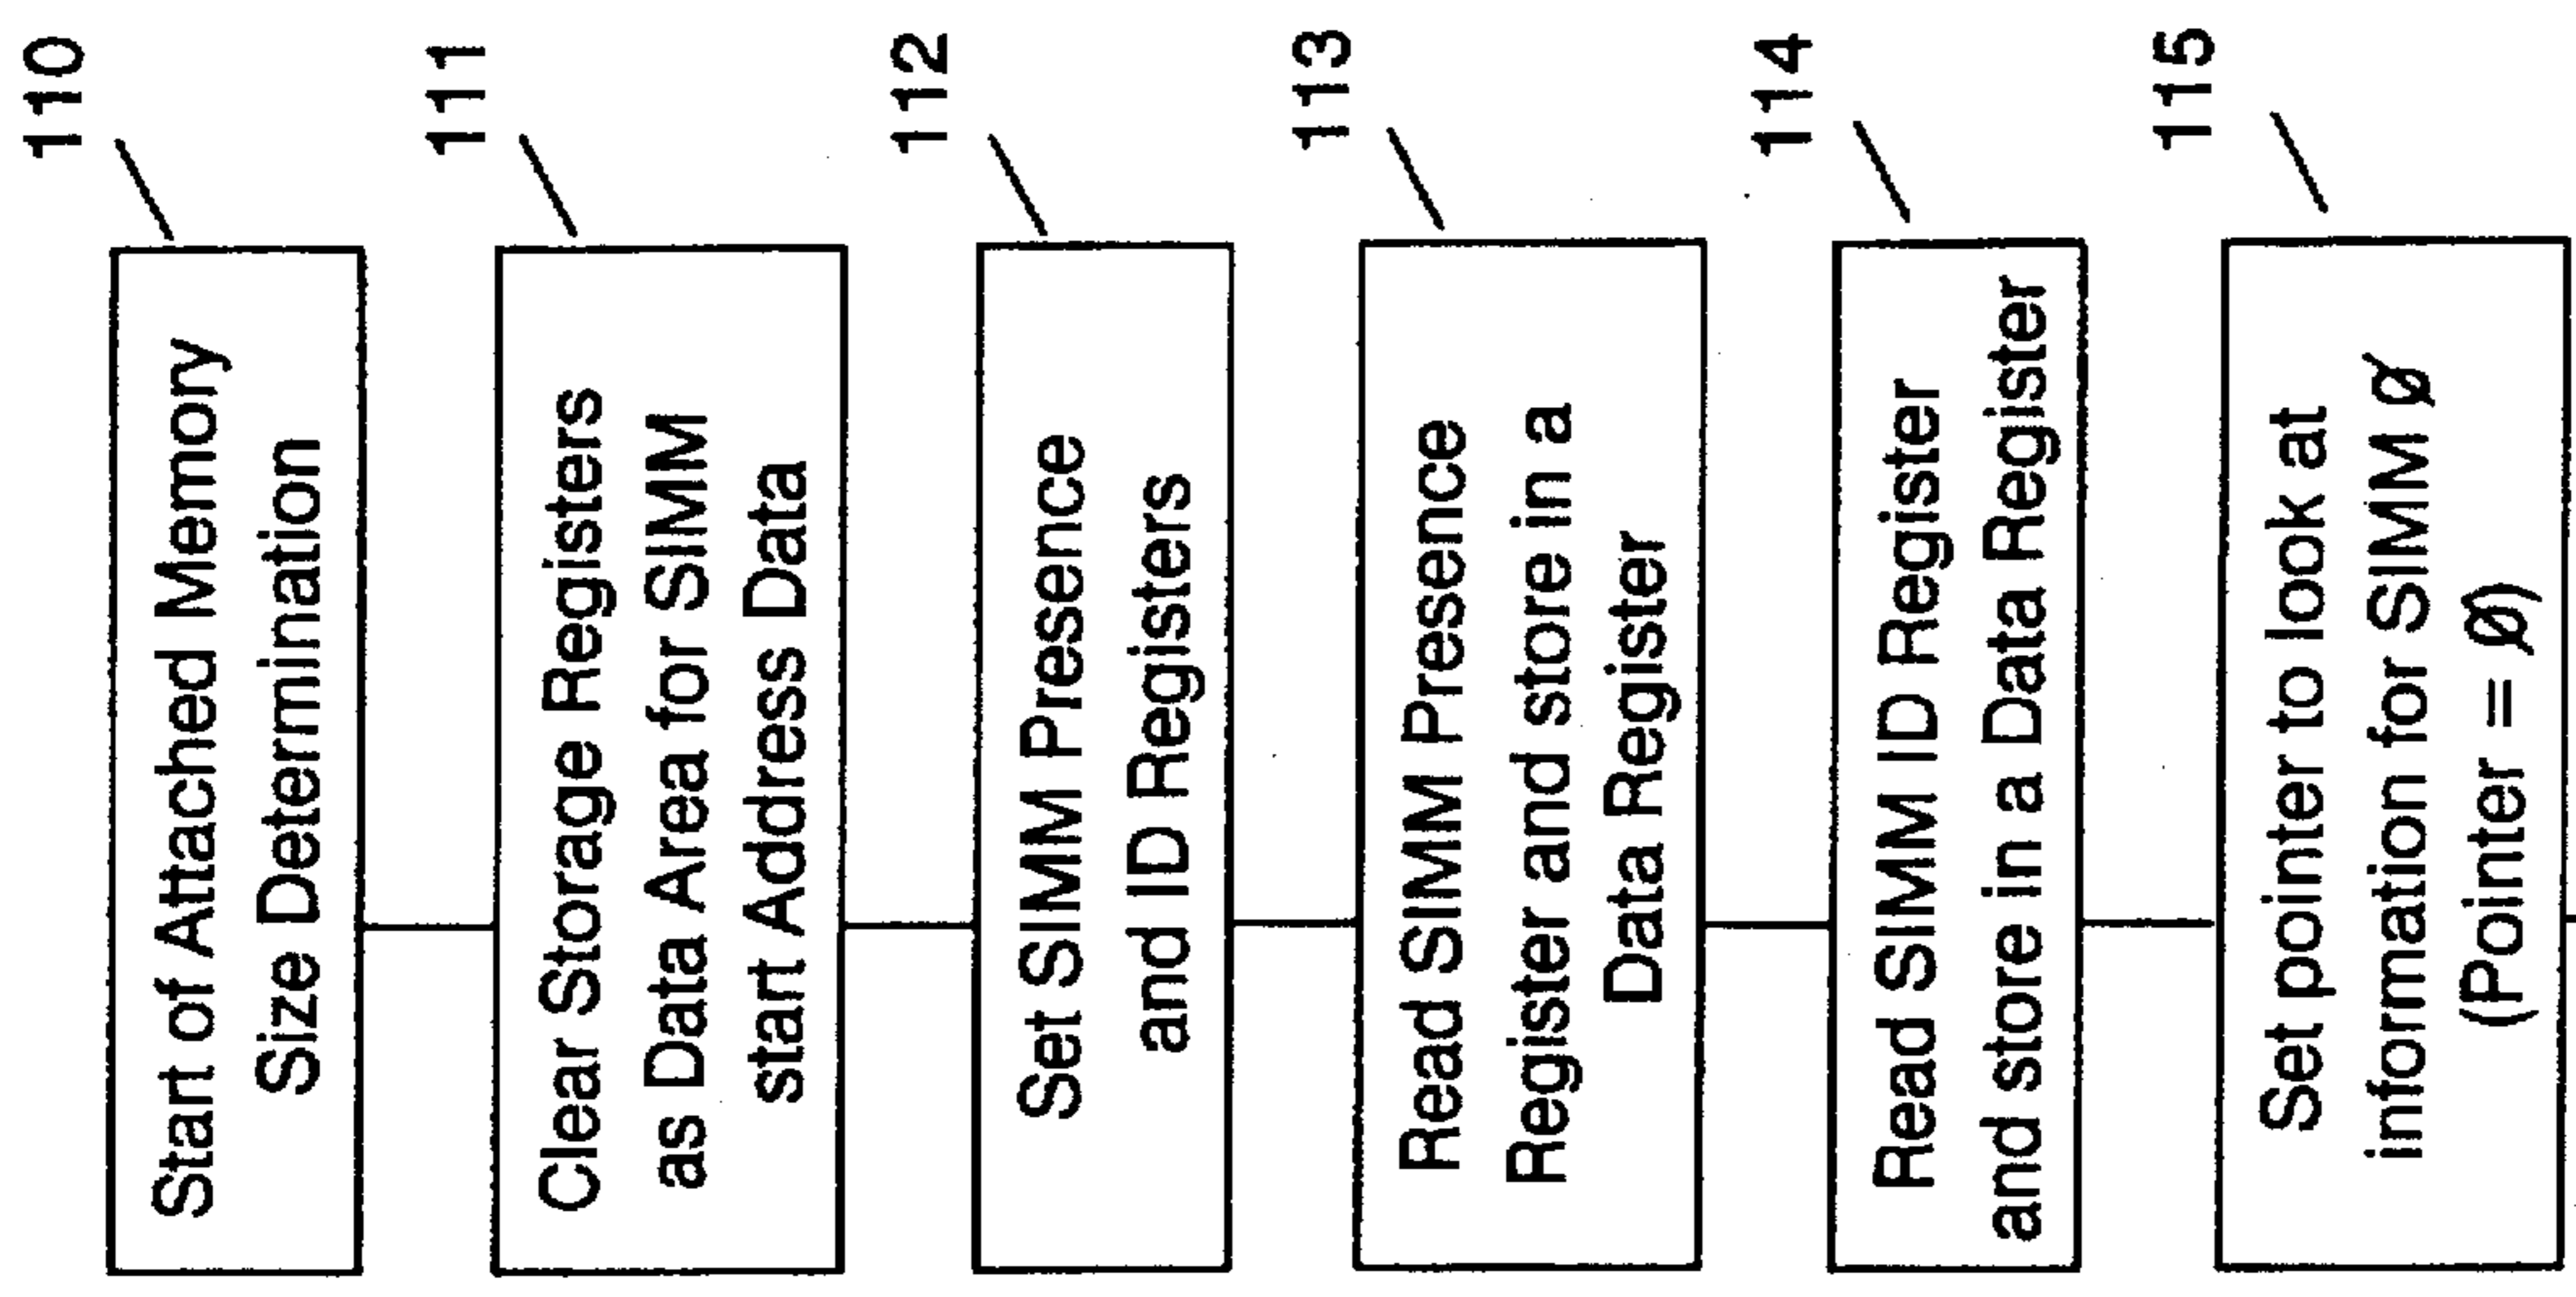 110
Start of Attached Memory
Size Determination
111
Clear Storage Registers
as Data Area for SIMM
start Address Data
112
Set SIMM Presence
and ID Registers
113
Read SIMM Presence
Register and store in a
Data Register
114
Read SIMM ID Register
and store in a Data Register
115
Set pointer to look at
information for SIMM Ø
(Pointer = Ø)